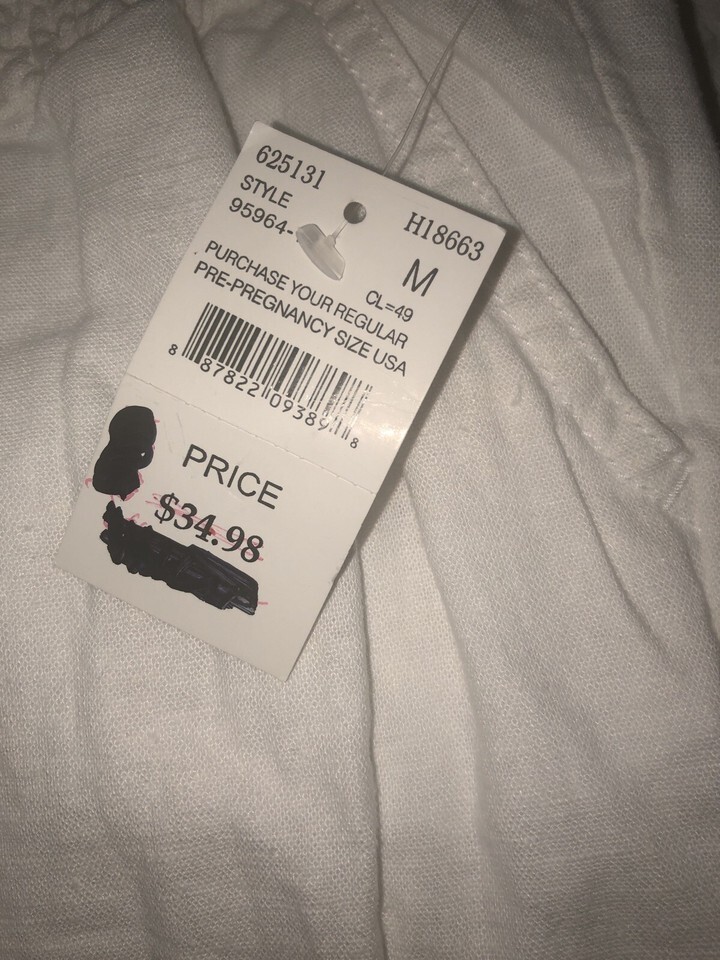 625131
STYLE
95964-
H18663
M
CL=49
PURCHASE YOUR REGULAR
PRE-PREGNANCY SIZE USA
8 87822 09389 8
PRICE
$34.98